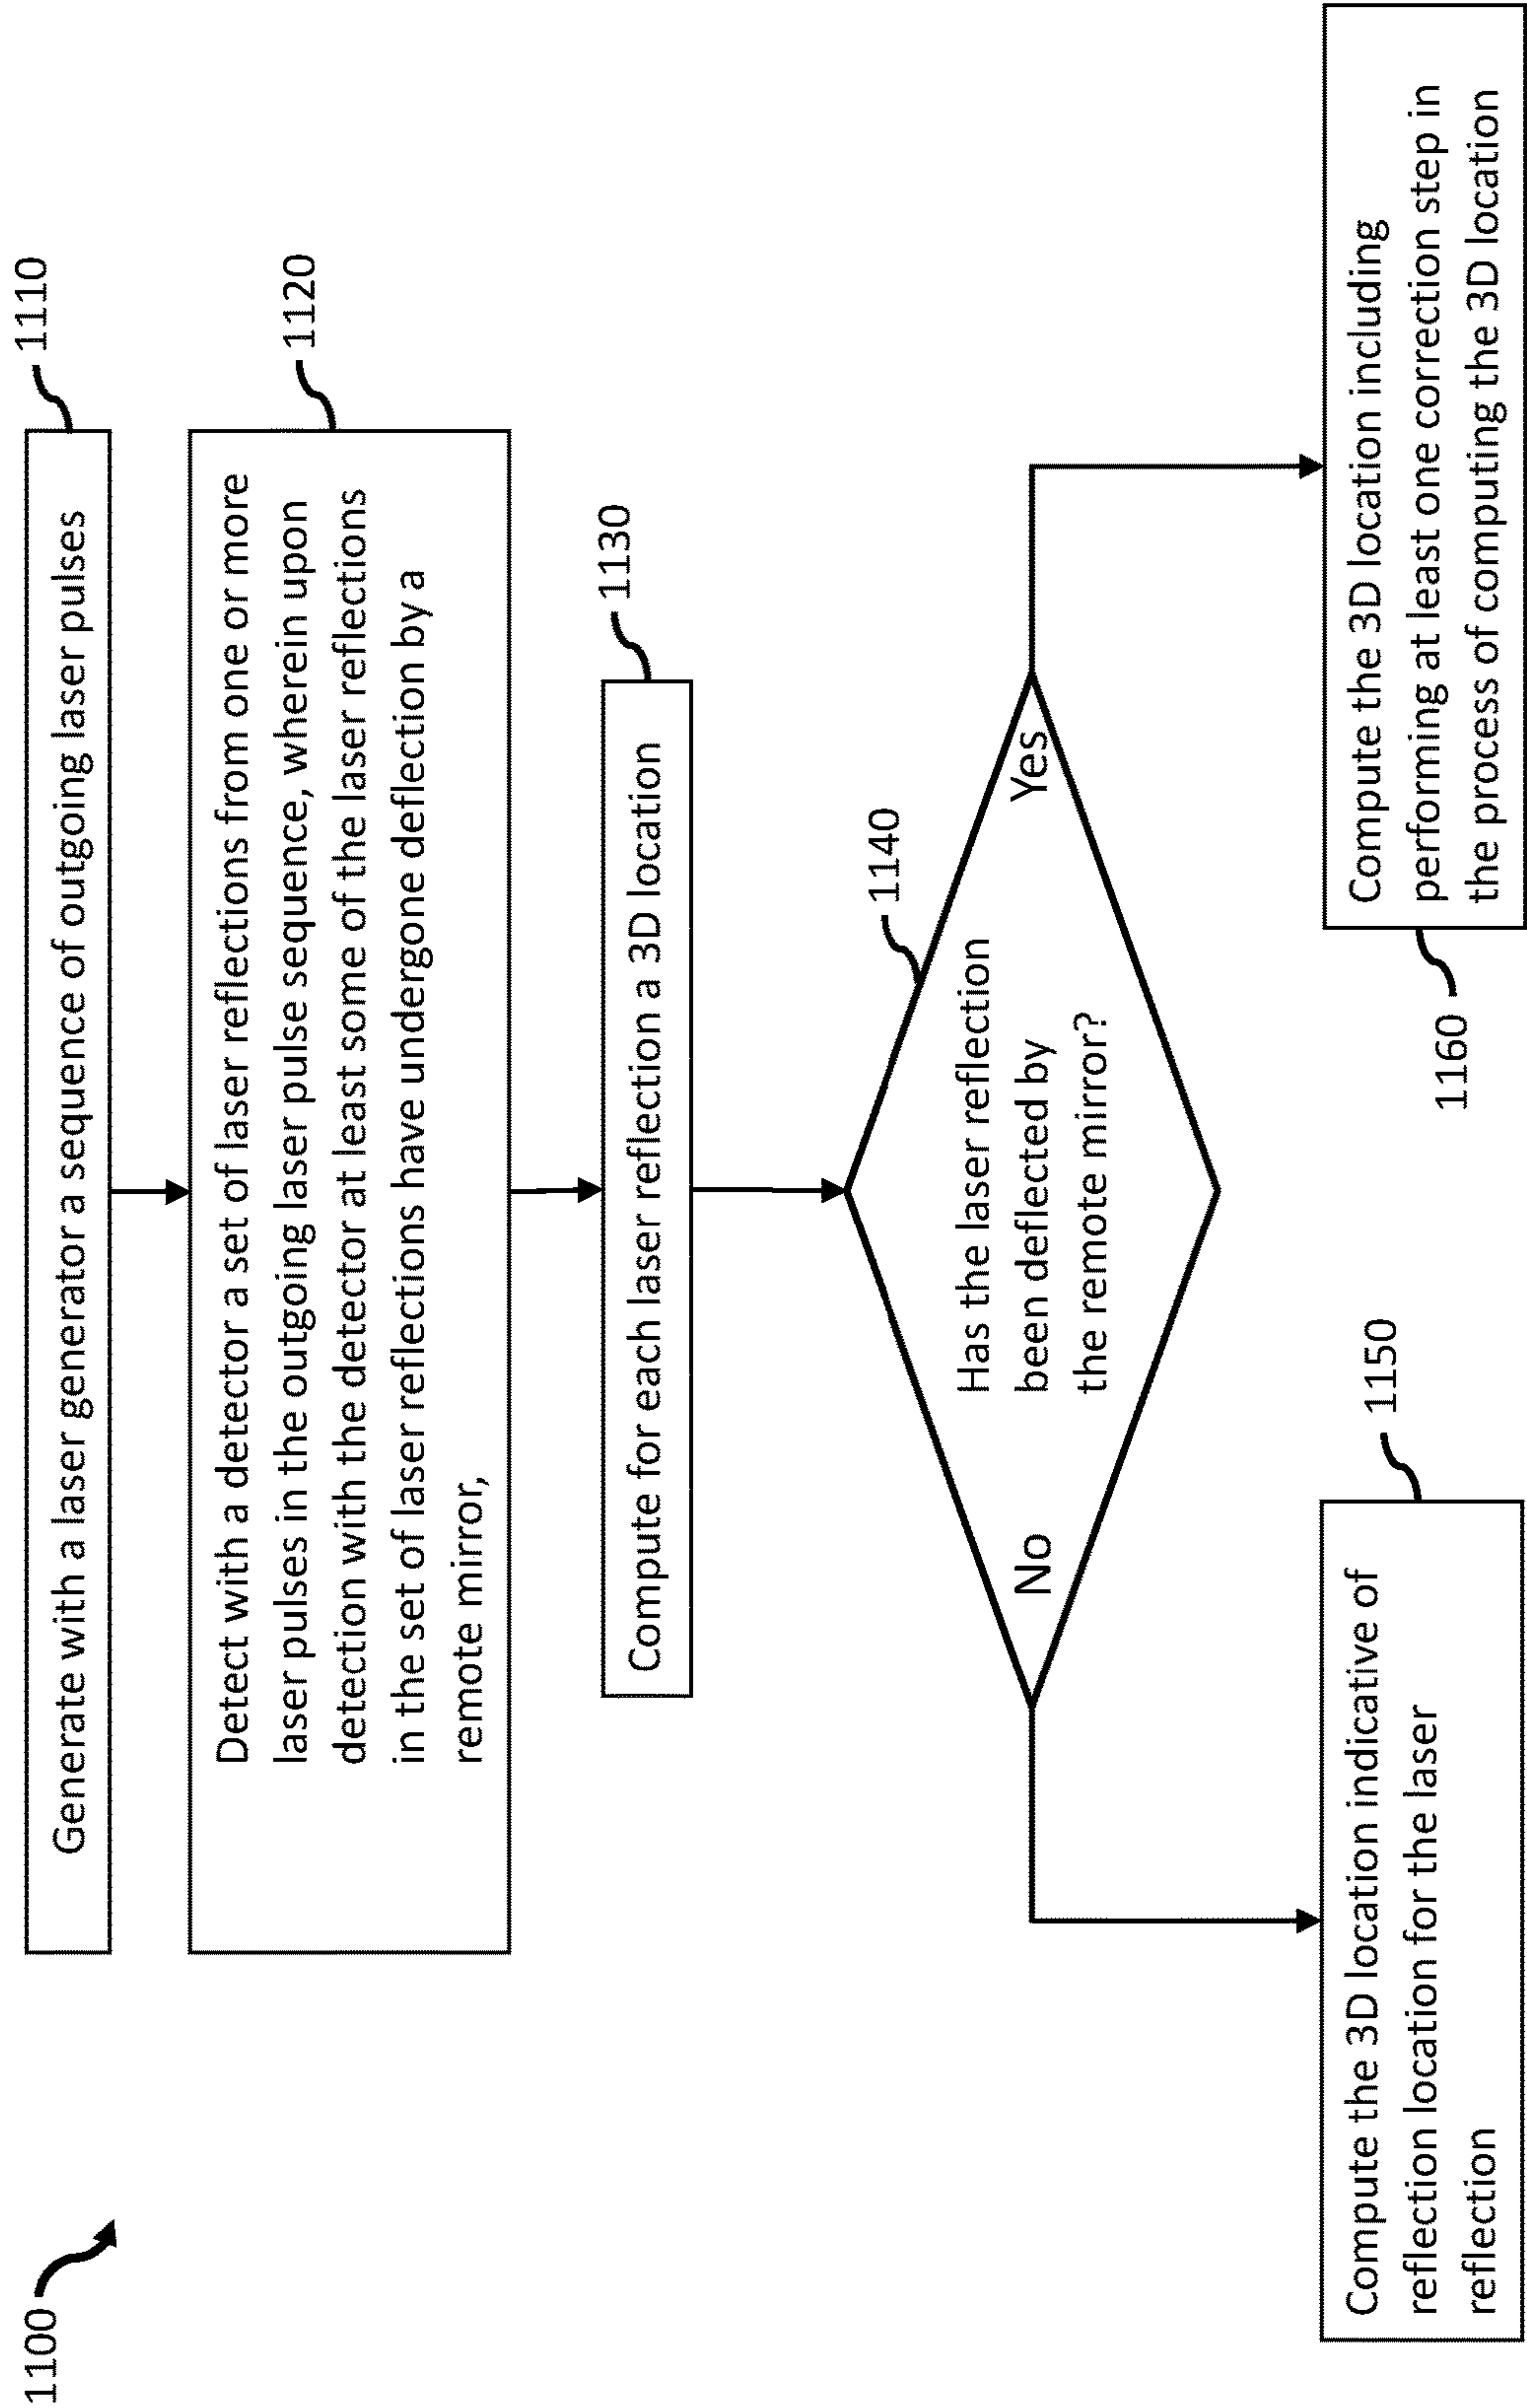 1100
1110
Generate with a laser generator a sequence of outgoing laser pulses
1120
Detect with a detector a set of laser reflections from one or more
laser pulses in the outgoing laser pulse sequence, wherein upon
detection with the detector at least some of the laser reflections
in the set of laser reflections have undergone deflection by a
remote mirror,
1130
Compute for each laser reflection a 3D location
1140
Has the laser reflection
been deflected by
the remote mirror?
No
Yes
1150
Compute the 3D location indicative of
reflection location for the laser
reflection
1160
Compute the 3D location including
performing at least one correction step in
the process of computing the 3D location